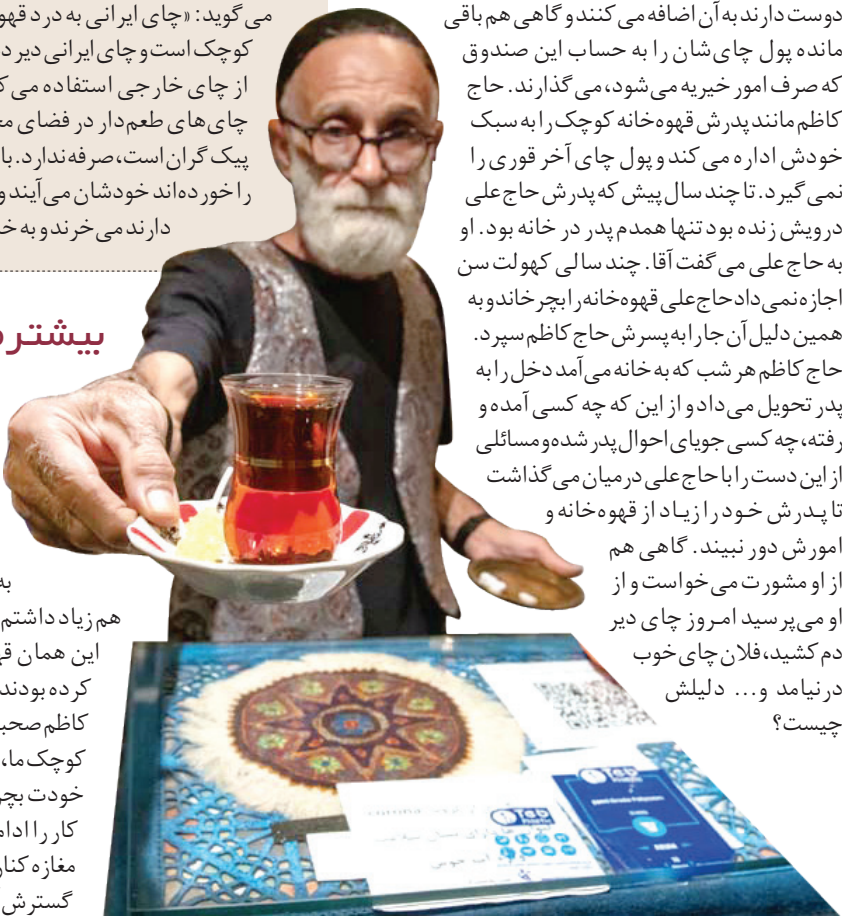 دوست دارند به آن اضافه می کنند و گاهی هم باقی
مانده پول چای‌شان را به حساب این صندوق
که صرف امور خیریه می‌شود، می گذارند. حاج
کاظم مانند پدرش قهوه‌خانه کوچک را به سبک
خودش اداره می کند و پول چای آخر قوری را
نمی گیرد. تا چند سال پیش که پدرش حاج علی
درویش زنده بود تنها همدم پدر در خانه بود. او
به حاج علی می گفت آقا. چند سالی کهولت سن
اجازه نمی داد حاج علی قهوه‌خانه را بچرخاند و به
همین دلیل آن جا را به پسرش حاج کاظم سپرد.
حاج کاظم هر شب که به خانه می آمد دخل را به
پدر تحویل می داد و از این که چه کسی آمده و
رفته، چه کسی جویای احوال پدر شده و مسائلی
از این دست را با حاج علی در میان می گذاشت
تا پدرش خود را زیاد از قهوه‌خانه و
امورش دور نبیند. گاهی هم
از او مشورت می خواست و از
او می پرسید امروز چای دیر
دم کشید، فلان چای خوب
درنیامد و... دلیلش
چیست؟
می گوید: «چای ایرانی به درد قهو
کوچک است و چای ایرانی دیر د
از چای خارجی استفاده می ک
چای های طعم‌دار در فضای مج
پیک گران است، صرفه ندارد. با
را خورده‌اند خودشان می آیند و
دارند می خرند و به خ
بیشتر
به
هم زیاد داشتم
این همان قه
کرده بودند
کاظم صحب
کوچک ما،
خودت بچر
کار را ادام
مغازه کنار
گسترش
Teb
corona
Teb